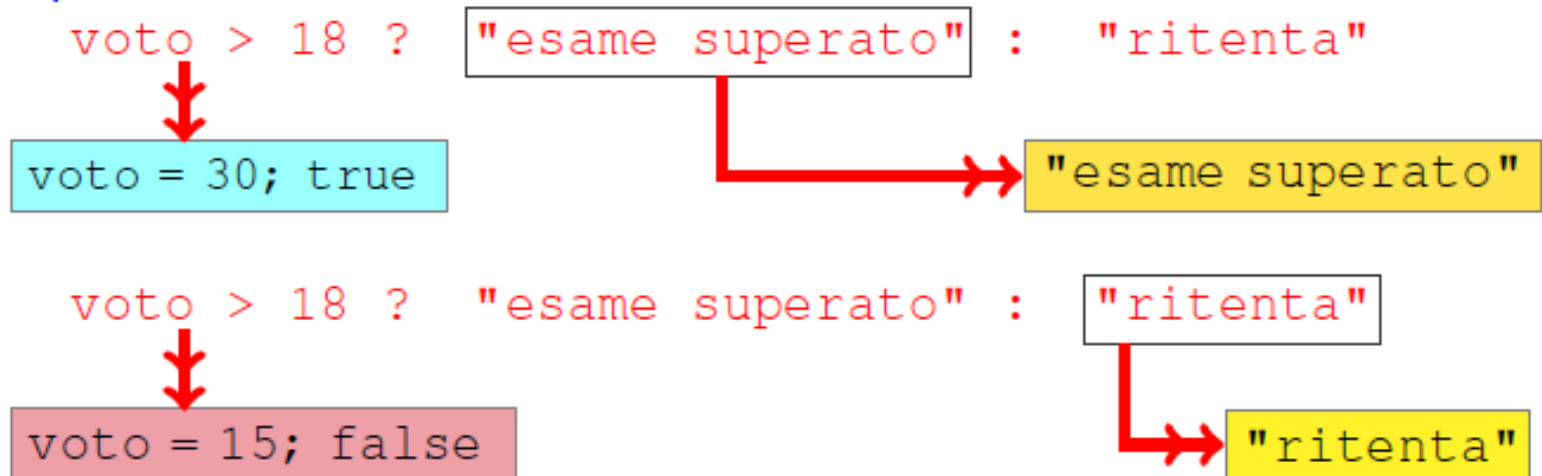 voto > 18 ? "esame superato" : "ritenta"
voto = 30; true "esame superato"
voto > 18 ? "esame superato" : "ritenta"
voto = 15; false "ritenta"